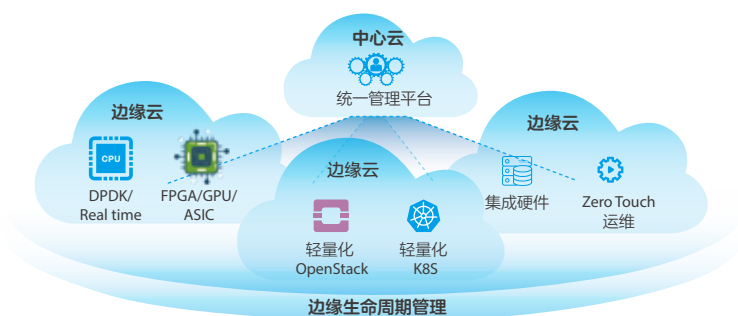 中心云
统一管理平台
边缘云
CPU
DPDK/
Real time
FPGA/GPU/
ASIC
边缘云
轻量化
OpenStack
轻量化
K8S
边缘云
集成硬件
Zero Touch
运维
边缘生命周期管理